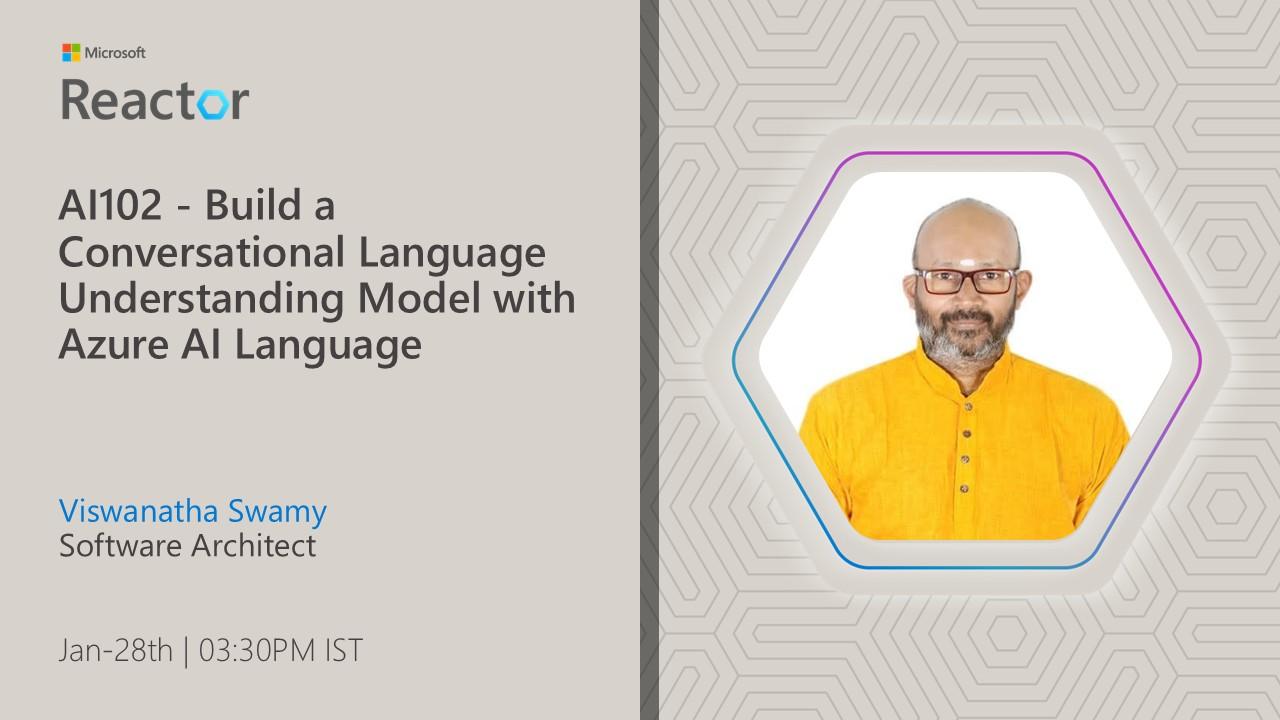 Microsoft
Reactor
AI102 - Build a
Conversational Language
Understanding Model with
Azure AI Language
Viswanatha Swamy
Software Architect
Jan-28th | 03:30PM IST